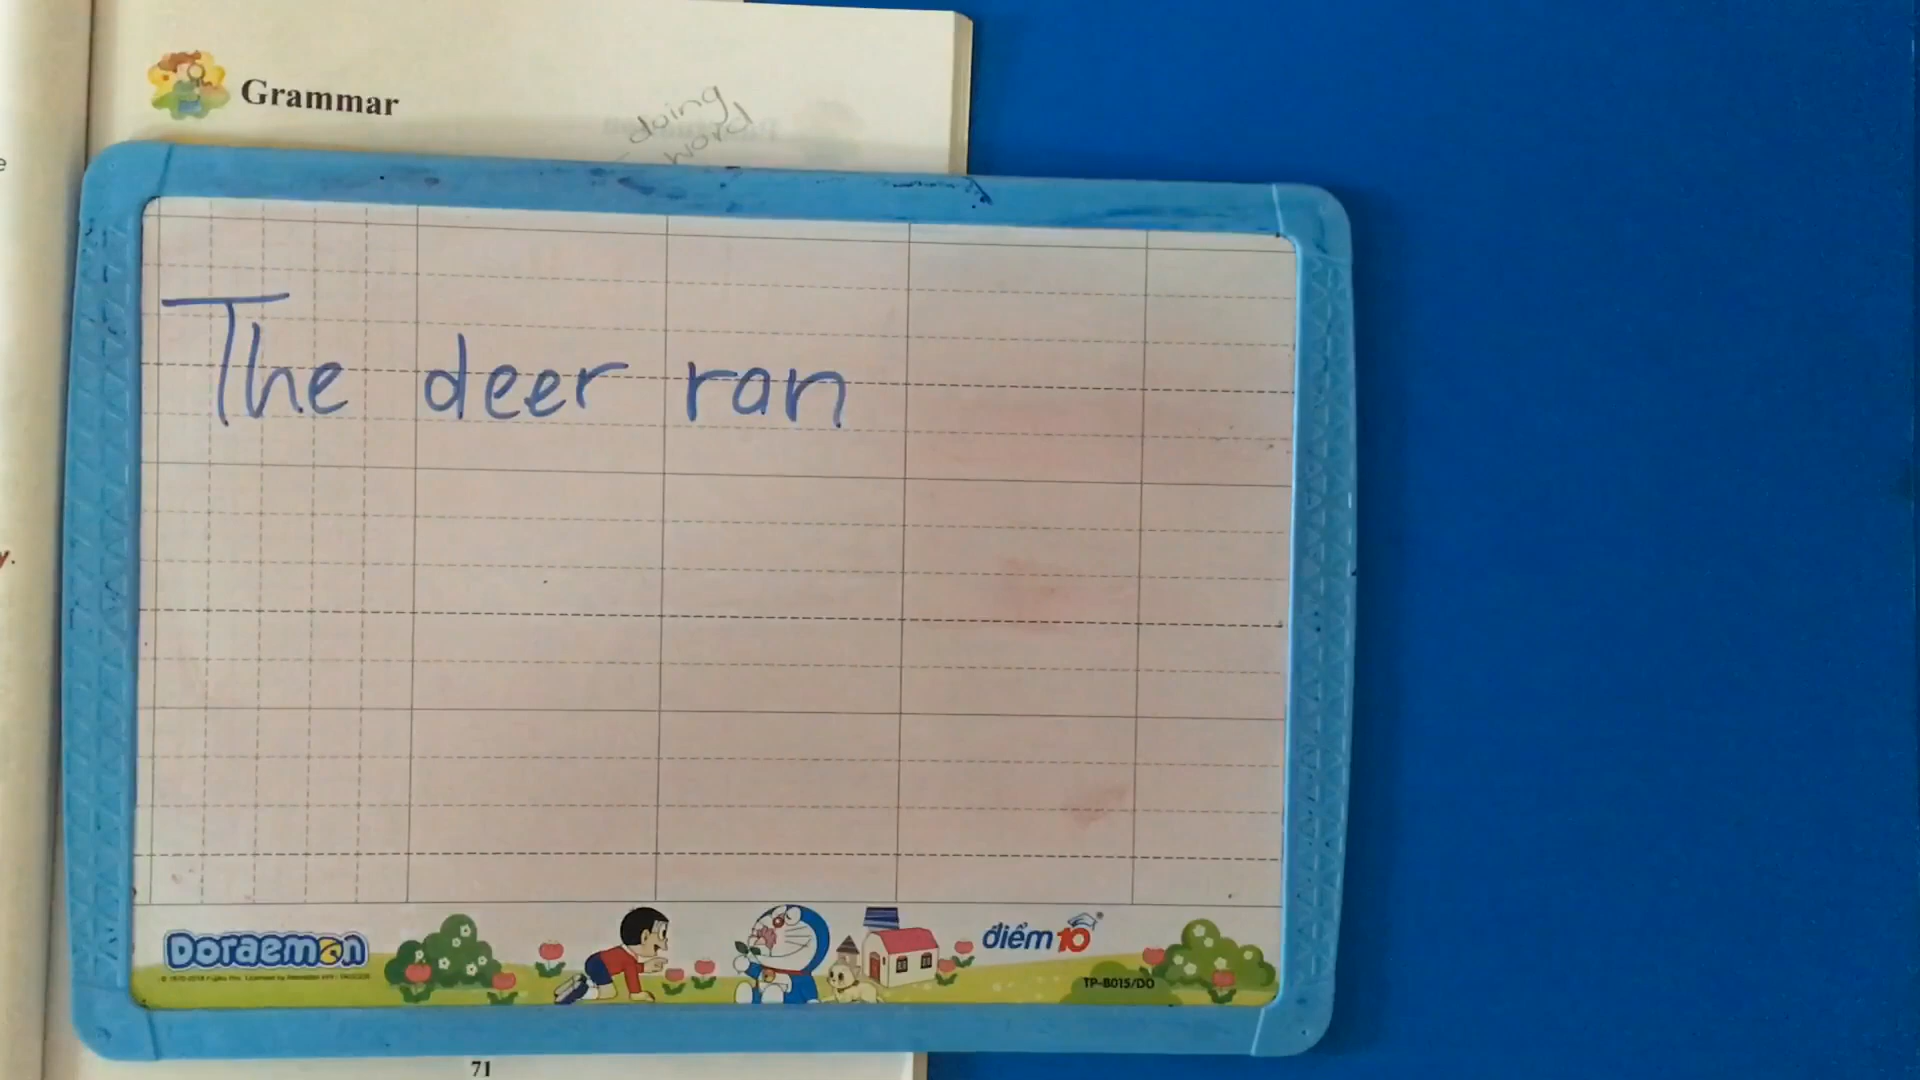 Grammar
doing
word
The deer ran
DORAEMON
điểm 10
TP-B015/DO
71